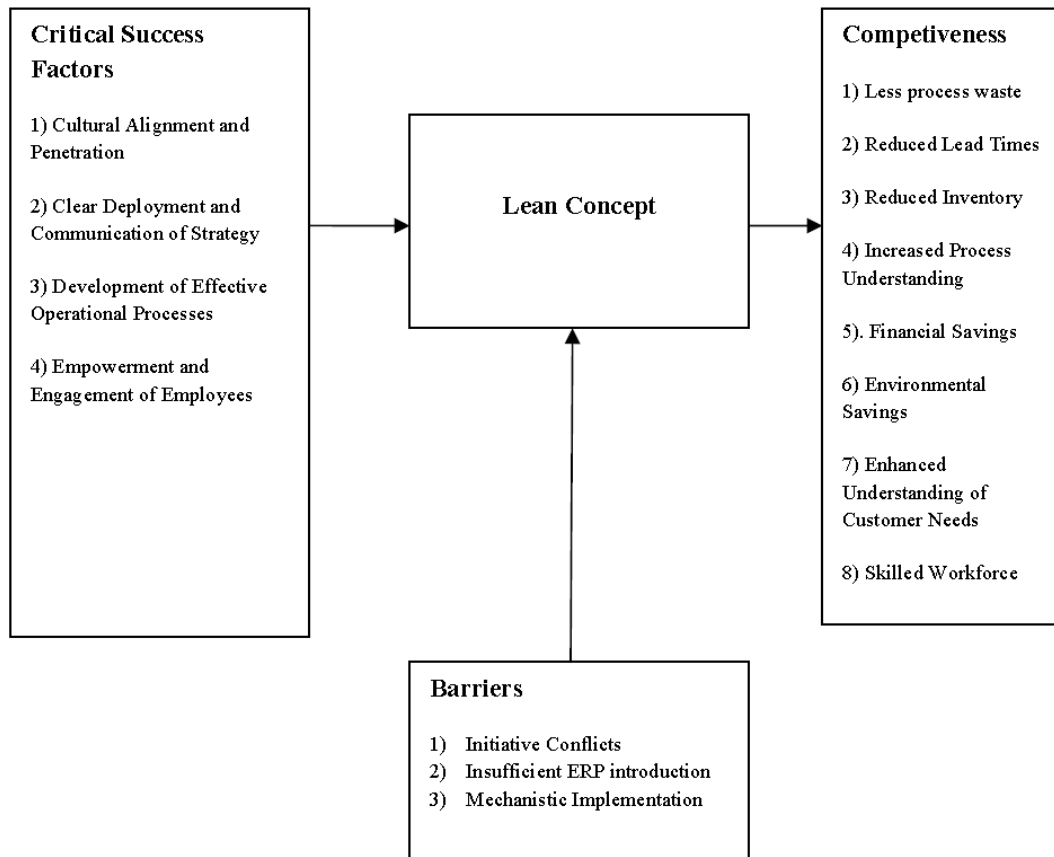 Critical Success
Factors
1) Cultural Alignment and
Penetration
2) Clear Deployment and
Communication of Strategy
3) Development of Effective
Operational Processes
4) Empowerment and
Engagement of Employees
Lean Concept
Competiveness
1) Less process waste
2) Reduced Lead Times
3) Reduced Inventory
4) Increased Process
Understanding
5). Financial Savings
6) Environmental
Savings
7) Enhanced
Understanding of
Customer Needs
8) Skilled Workforce
Barriers
1) Initiative Conflicts
2) Insufficient ERP introduction
3) Mechanistic Implementation